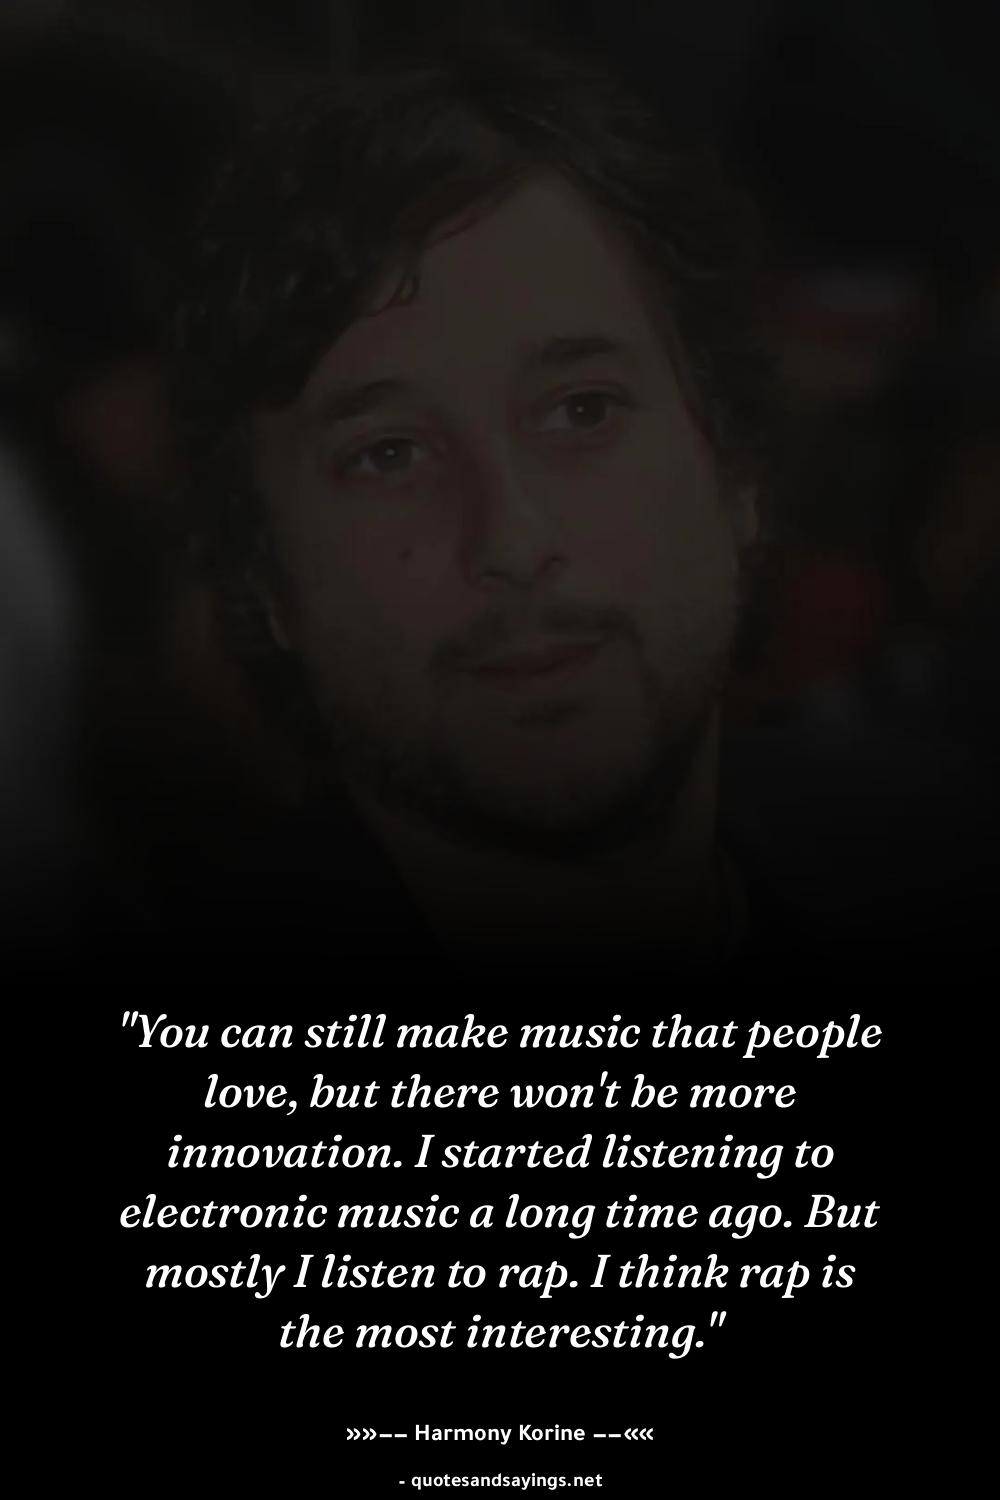 "You can still make music that people
love, but there won't be more
innovation. I started listening to
electronic music a long time ago. But
mostly I listen to rap. I think rap is
the most interesting."
»»–– Harmony Korine ––««
- quotesandsayings.net